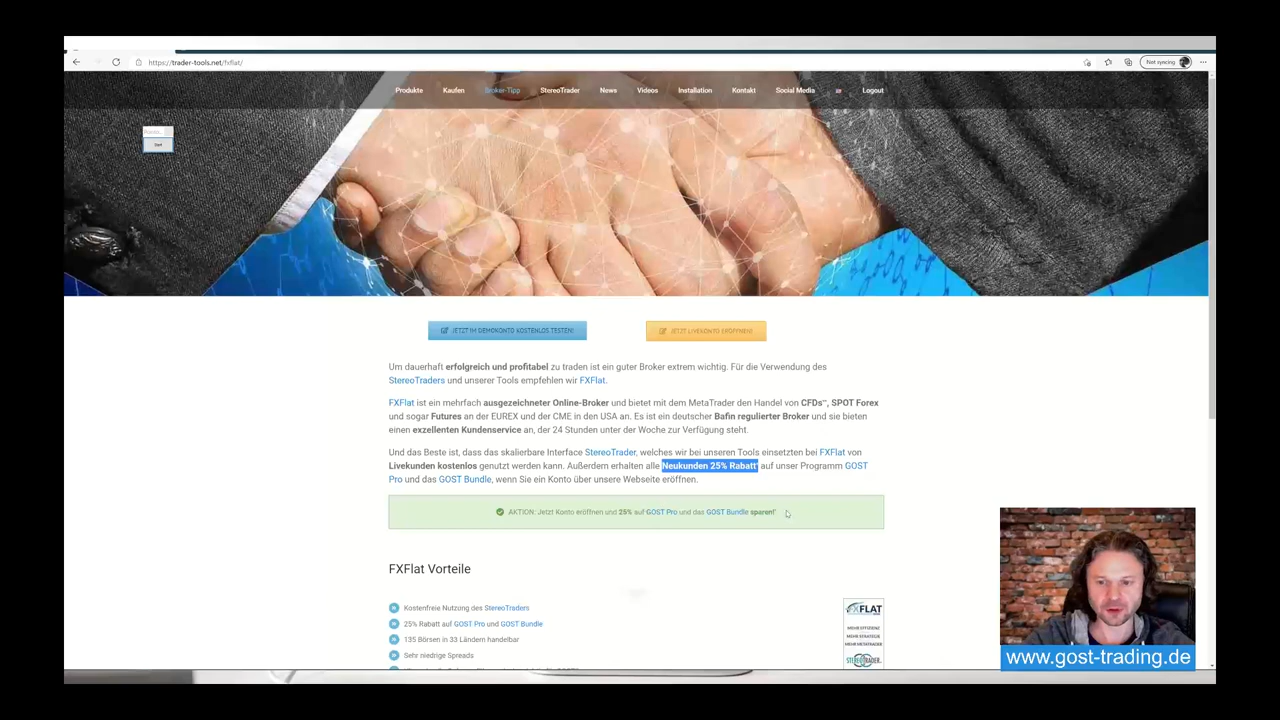 https://trader-tools.net/fxflat/
Not syncing
Produkte Kaufen Broker-Tipp StereoTrader News Videos Installation Kontakt Social Media Logout
Start
JETZT IM DEMOKONTO KOSTENLOS TESTEN!
JETZT LIVEKONTO ERÖFFNEN!
Um dauerhaft erfolgreich und profitabel zu traden ist ein guter Broker extrem wichtig. Für die Verwendung des
StereoTraders und unserer Tools empfehlen wir FXFlat.
FXFlat ist ein mehrfach ausgezeichneter Online-Broker und bietet mit dem MetaTrader den Handel von CFDs**, SPOT Forex
und sogar Futures an der EUREX und der CME in den USA an. Es ist ein deutscher Bafin regulierter Broker und sie bieten
einen exzellenten Kundenservice an, der 24 Stunden unter der Woche zur Verfügung steht.
Und das Beste ist, dass das skalierbare Interface StereoTrader, welches wir bei unseren Tools einsetzten bei FXFlat von
Livekunden kostenlos genutzt werden kann. Außerdem erhalten alle Neukunden 25% Rabatt* auf unser Programm GOST
Pro und das GOST Bundle, wenn Sie ein Konto über unsere Webseite eröffnen.
AKTION: Jetzt Konto eröffnen und 25% auf GOST Pro und das GOST Bundle sparen!*
FXFlat Vorteile
Kostenfreie Nutzung des StereoTraders
25% Rabatt auf GOST Pro und GOST Bundle
135 Börsen in 33 Ländern handelbar
Sehr niedrige Spreads
FXFLAT
MEHR EFFIZIENZ
MEHR STRATEGIE
MEHR METATRADER
STEREOTRADER
www.gost-trading.de